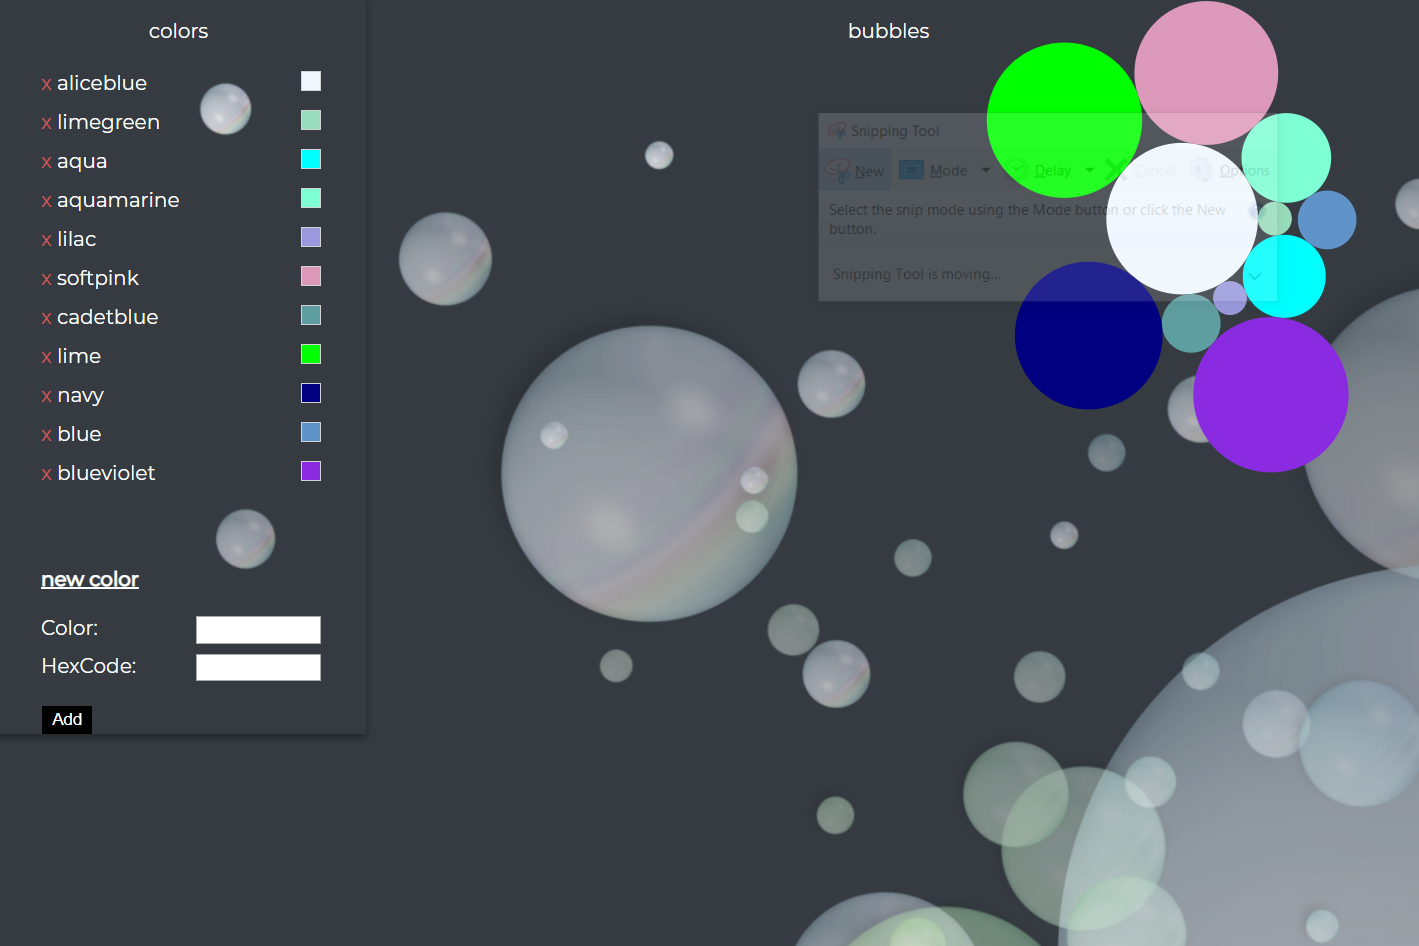 colors
bubbles
x aliceblue
x limegreen
x aqua
x aquamarine
x lilac
x softpink
x cadetblue
x lime
x navy
x blue
x blueviolet
new color
Color:
HexCode:
Add
Snipping Tool
New Mode Delay Cancel Options
Select the snip mode using the Mode button or click the New
button.
Snipping Tool is moving...